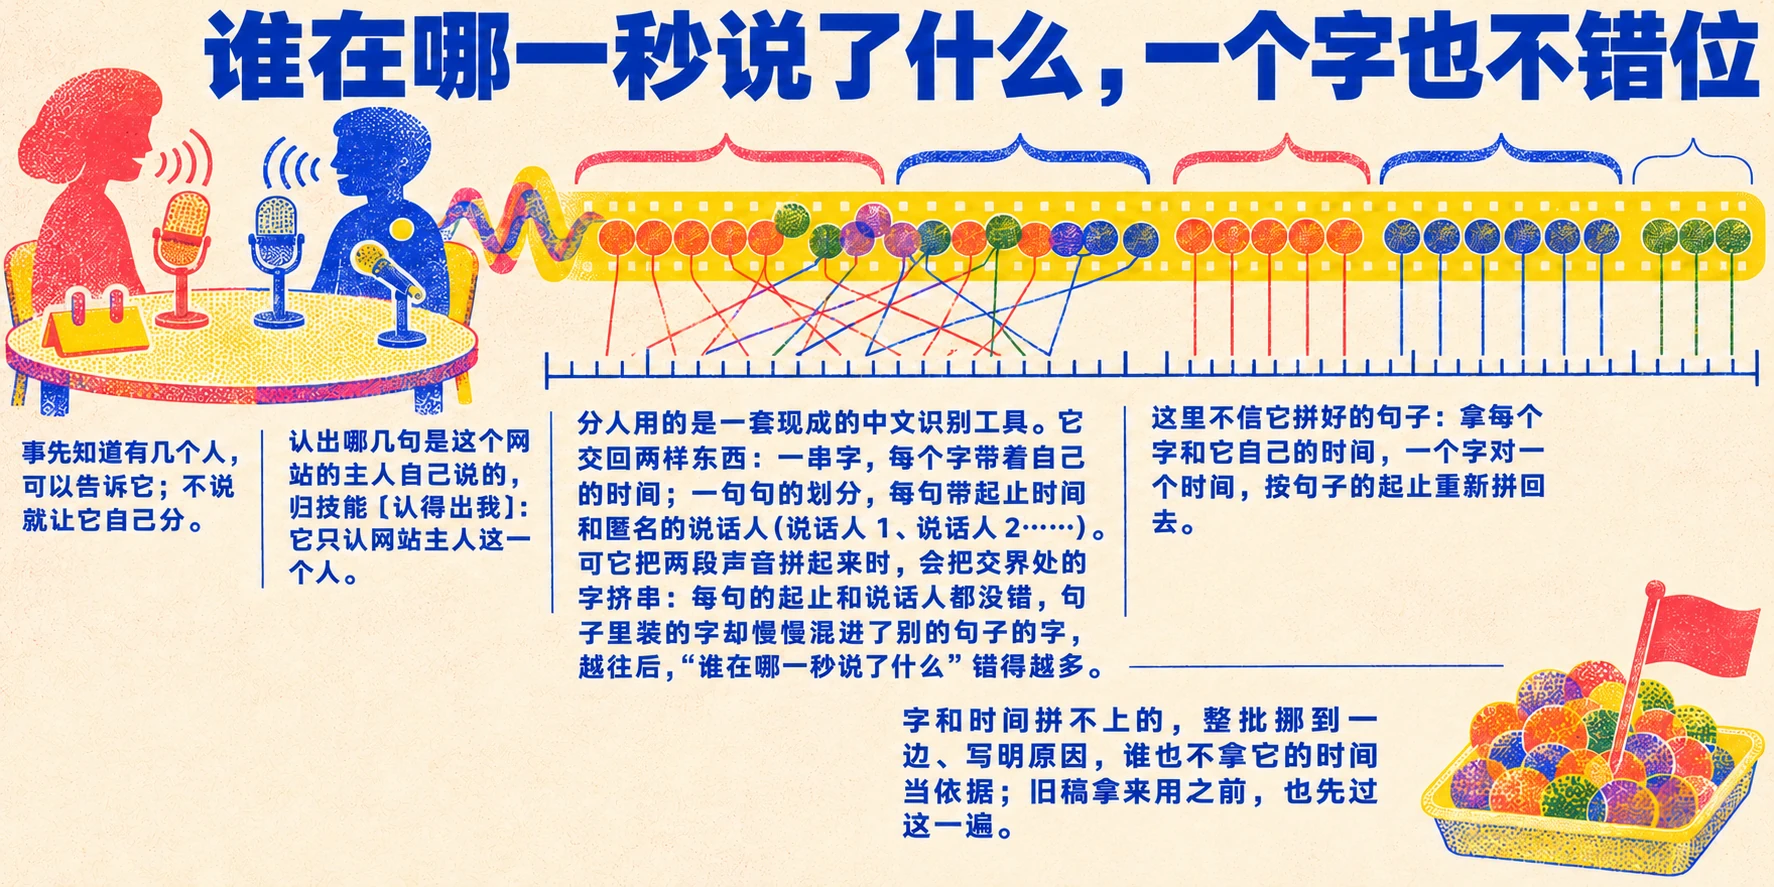 谁在哪一秒说了什么，一个字也不错位
事先知道有几个人，
可以告诉它；不说
就让它自己分。
认出哪几句是这个网
站的主人自己说的，
归技能［认得出我］：
它只认网站主人这一
个人。
分人用的是一套现成的中文识别工具。它
交回两样东西：一串字，每个字带着自己
的时间；一句句的划分，每句带起止时间
和匿名的说话人（说话人 1、说话人 2……）。
可它把两段声音拼起来时，会把交界处的
字挤串：每句的起止和说话人都没错，句
子里装的字却慢慢混进了别的句子的字，
越往后，“谁在哪一秒说了什么”错得越多。
这里不信它拼好的句子：拿每个
字和它自己的时间，一个字对一
个时间，按句子的起止重新拼回
去。
字和时间拼不上的，整批挪到一
边、写明原因，谁也不拿它的时间
当依据；旧稿拿来用之前，也先过
这一遍。